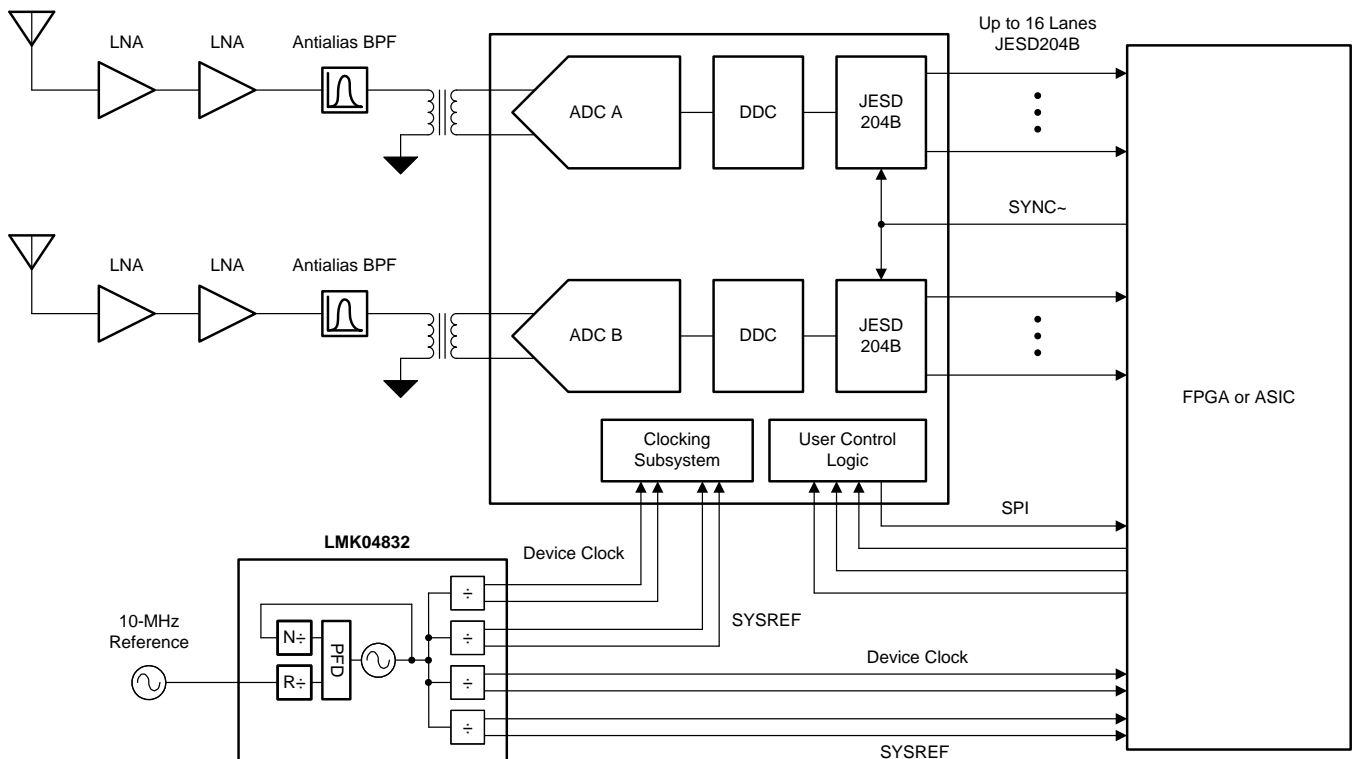 Up to 16 Lanes
JESD204B
LNA
LNA
Antialias BPF
ADC A
DDC
JESD
204B
SYNC~
LNA
LNA
Antialias BPF
ADC B
DDC
JESD
204B
FPGA or ASIC
Clocking
Subsystem
User Control
Logic
SPI
LMK04832
Device Clock
÷
10-MHz
Reference
N÷
PFD
R÷
÷
SYSREF
÷
Device Clock
÷
SYSREF